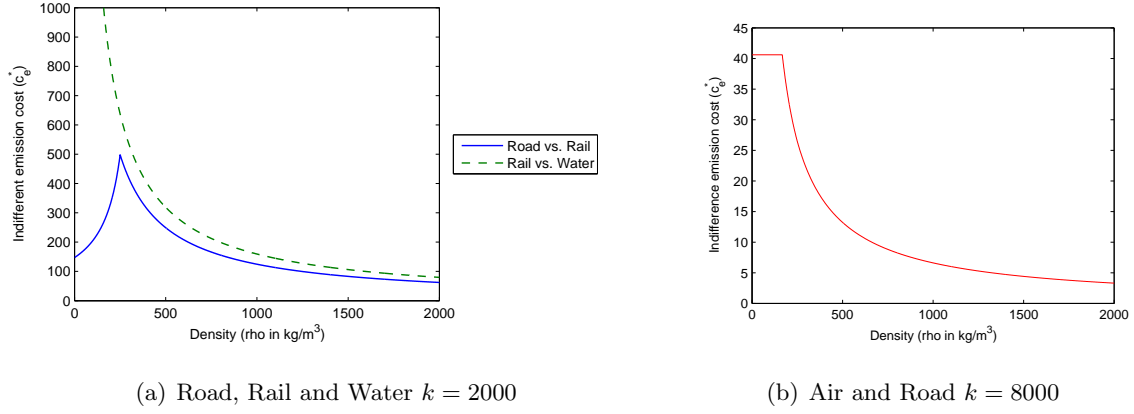 1000
900
800
700
600
500
400
300
200
100
0
Indifferent emission cost (c*e)
0 500 1000 1500 2000
Density (rho in kg/m³)
Road vs. Rail
Rail vs. Water
45
40
35
30
25
20
15
10
5
0
Indifference emission cost (c*e)
0 500 1000 1500 2000
Density (rho in kg/m³)
(a) Road, Rail and Water k = 2000
(b) Air and Road k = 8000